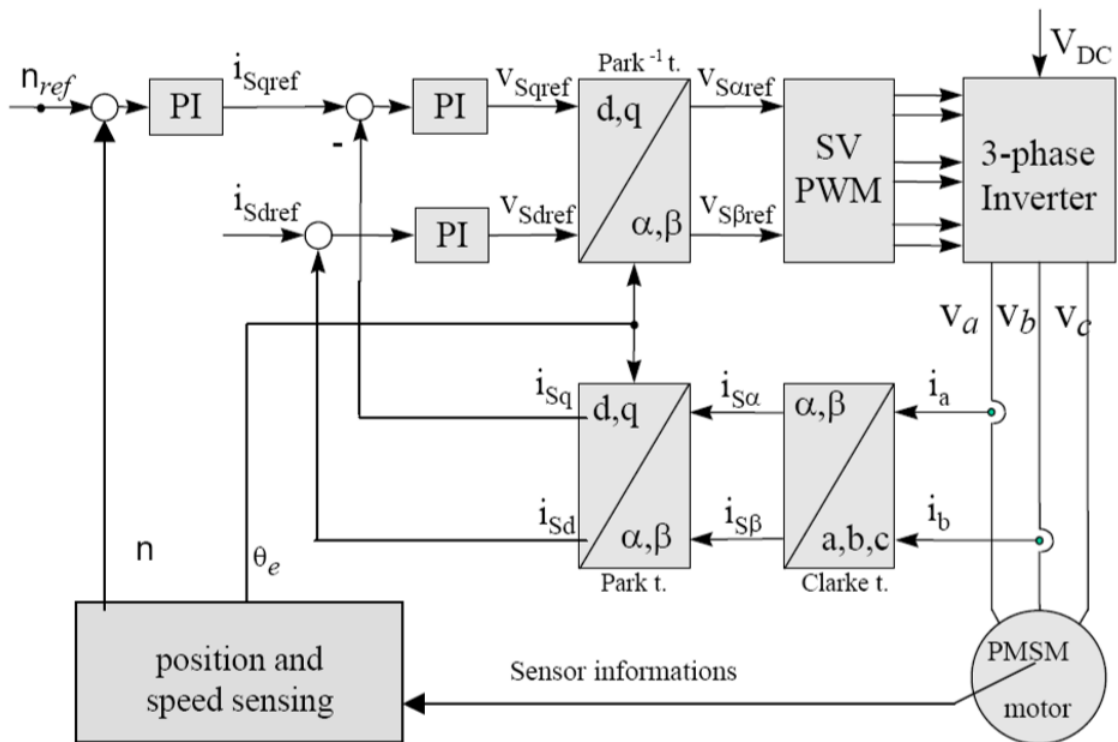 n_ref
PI
i_Sqref
-
PI
v_Sqref
Park ⁻¹ t.
d,q
α,β
v_Sαref
SV
PWM
V_DC
3-phase
Inverter
i_Sdref
PI
v_Sdref
v_Sβref
v_a v_b v_c
i_Sq
d,q
α,β
Park t.
i_Sα
α,β
a,b,c
Clarke t.
i_a
i_Sd
i_Sβ
i_b
n
θ_e
position and
speed sensing
Sensor informations
PMSM
motor